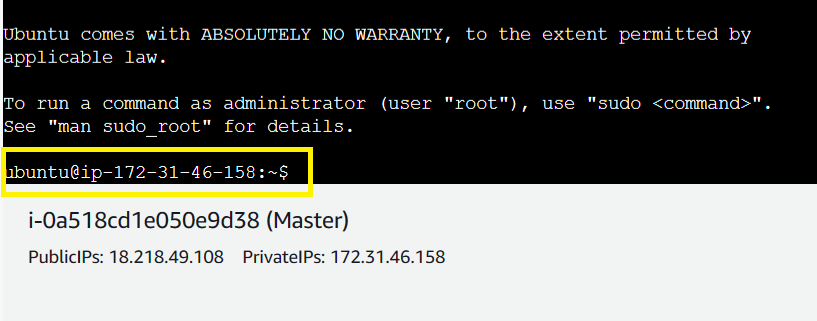 Ubuntu comes with ABSOLUTELY NO WARRANTY, to the extent permitted by
applicable law.
To run a command as administrator (user "root"), use "sudo <command>".
See "man sudo_root" for details.
ubuntu@ip-172-31-46-158:~$
i-0a518cd1e050e9d38 (Master)
PublicIPs: 18.218.49.108 PrivateIPs: 172.31.46.158